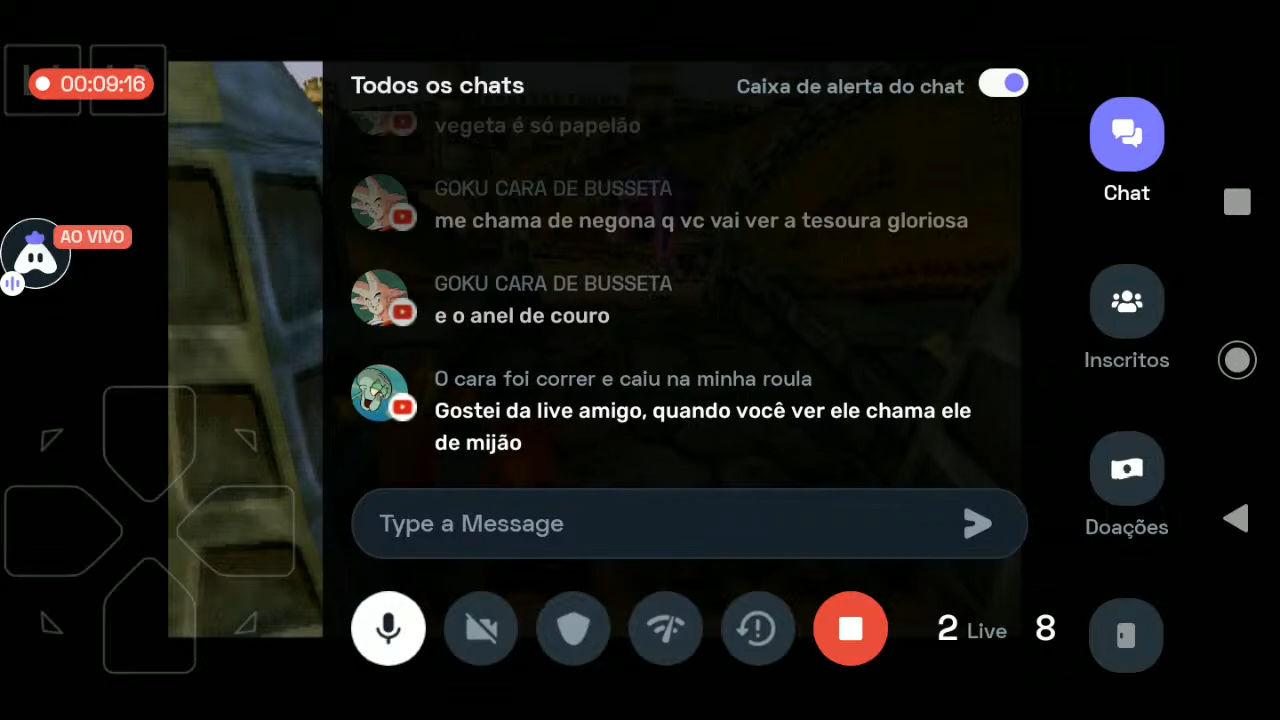 00:09:16
Todos os chats
Caixa de alerta do chat
vegeta é só papelão
GOKU CARA DE BUSSETA
me chama de negona q vc vai ver a tesoura gloriosa
GOKU CARA DE BUSSETA
e o anel de couro
O cara foi correr e caiu na minha roula
Gostei da live amigo, quando você ver ele chama ele
de mijão
Type a Message
2 Live 8
AO VIVO
Chat
Inscritos
Doações